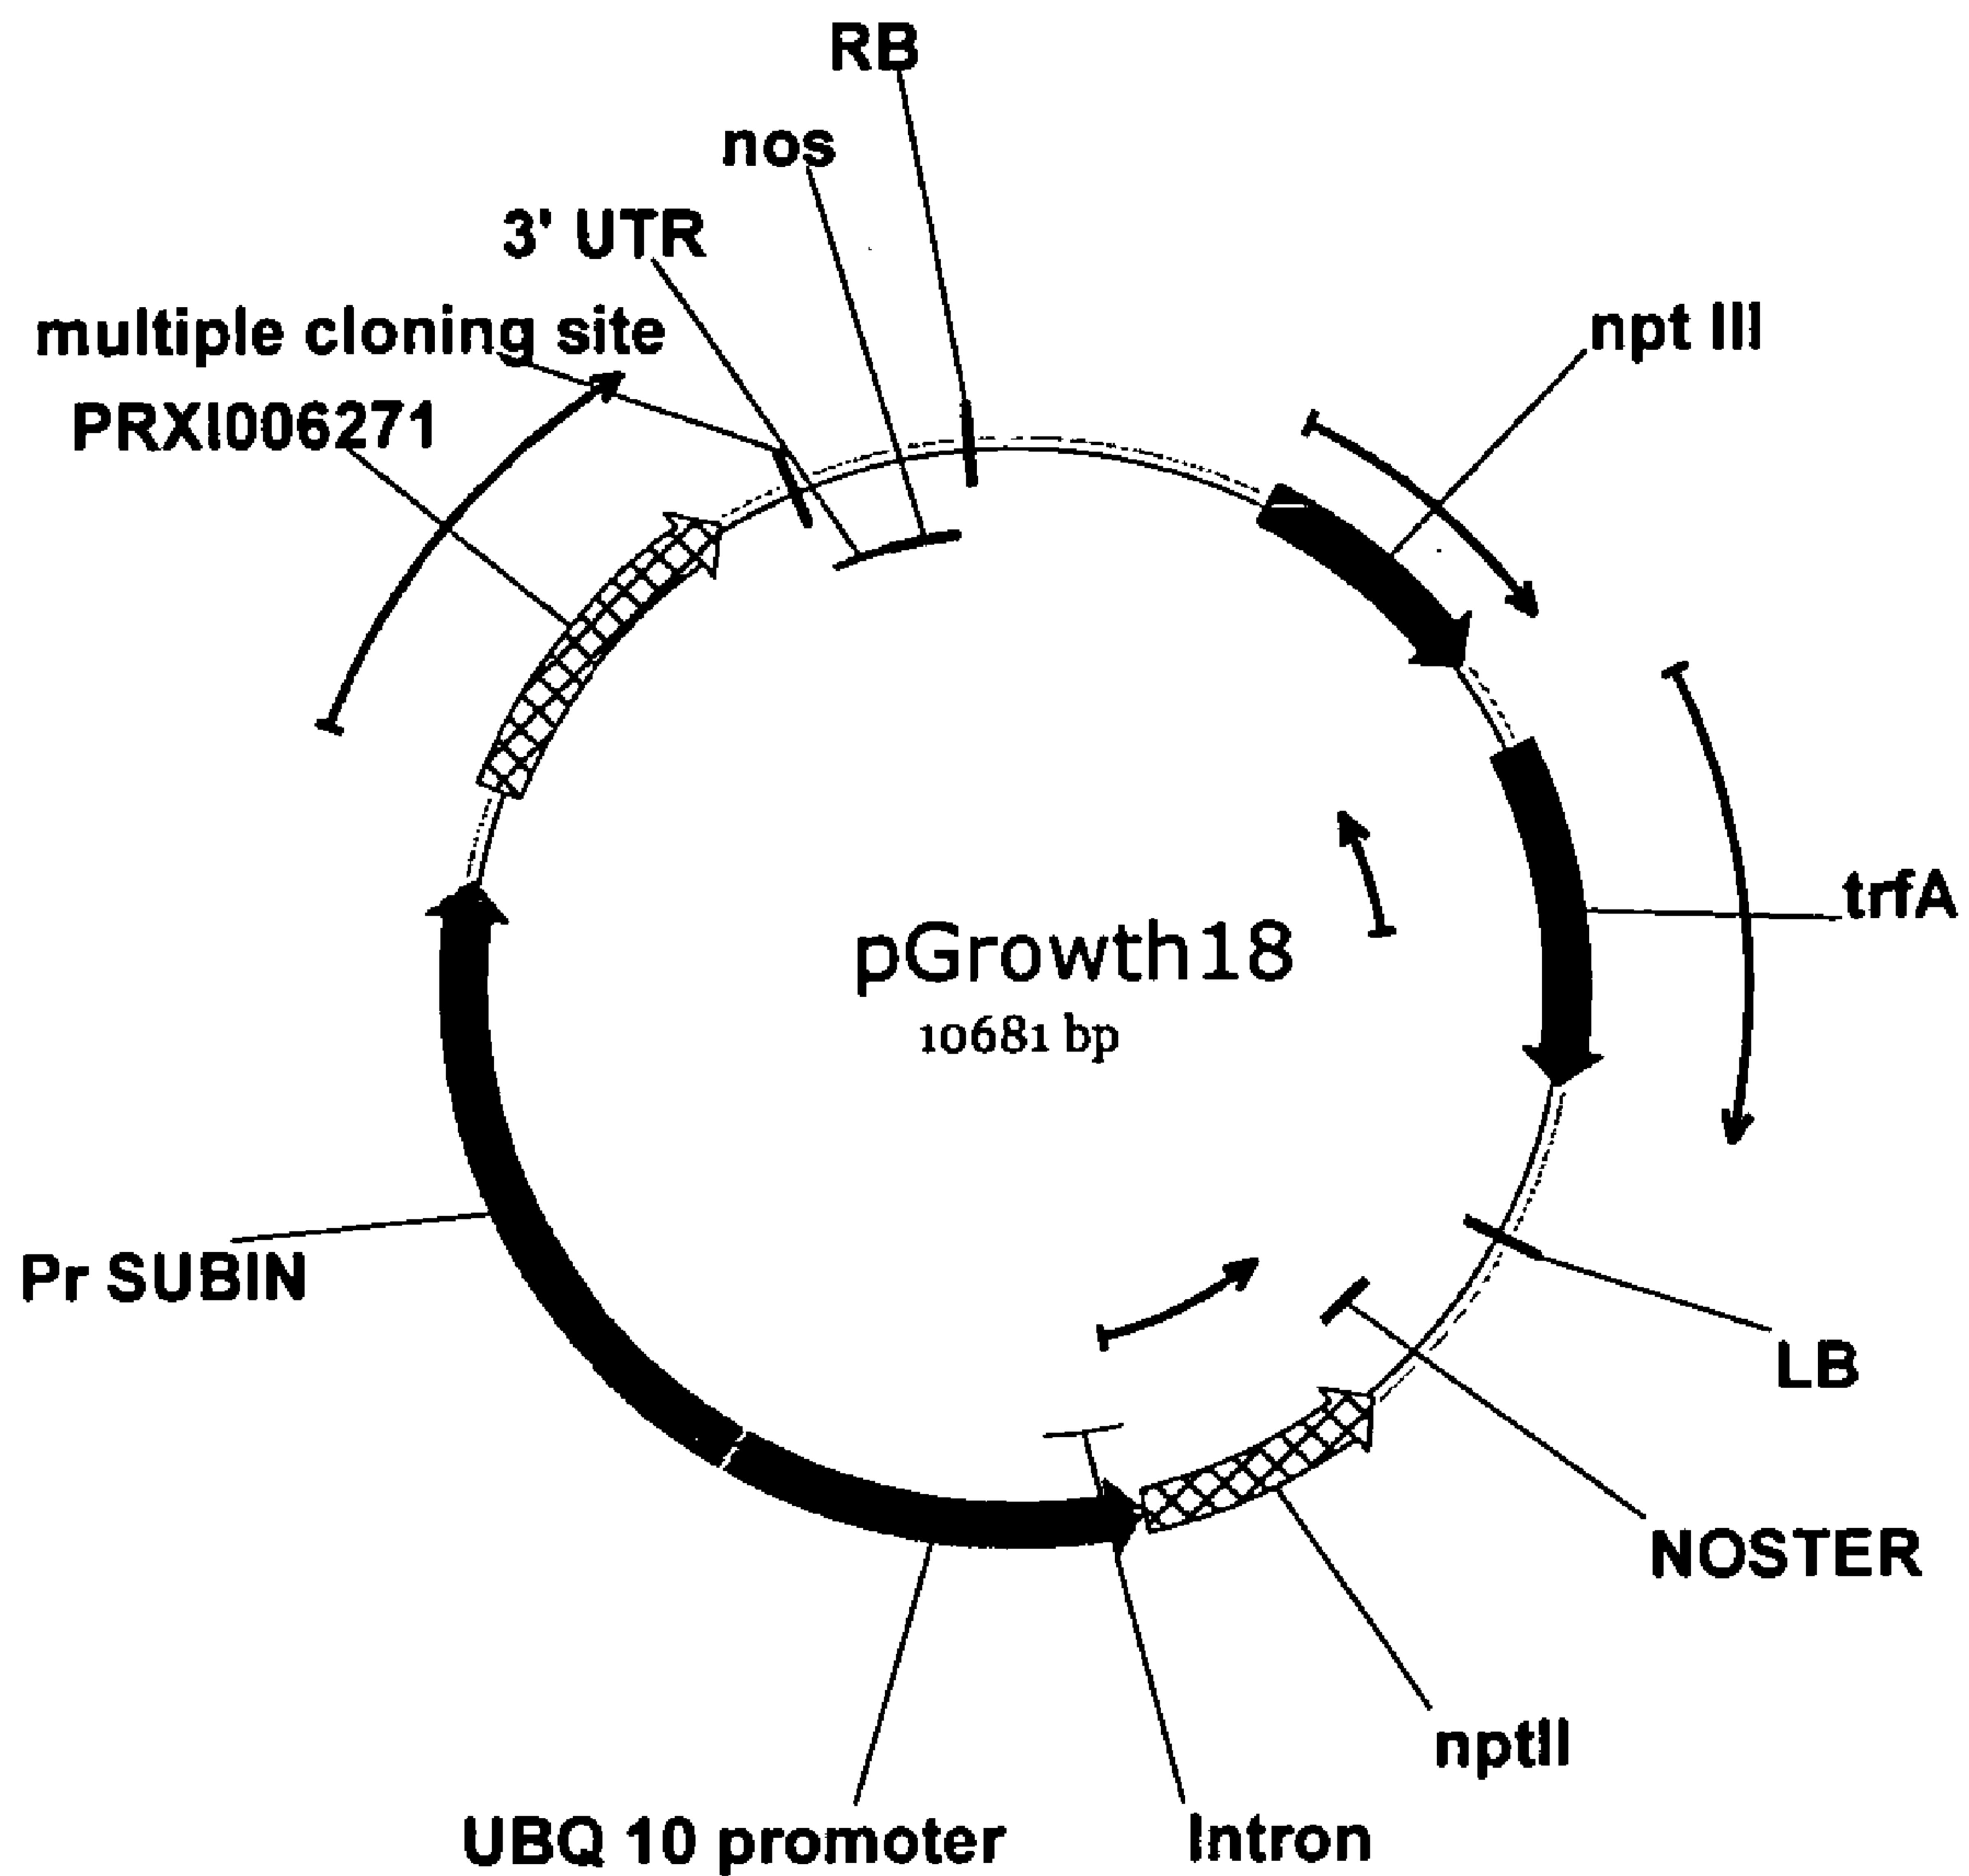 RB
nos
3' UTR
multiple cloning site
PRXI006271
npt III
trfA
pGrowth18
10681 bp
Pr SUBIN
LB
NOSTER
nptII
UBQ 10 promoter
Intron